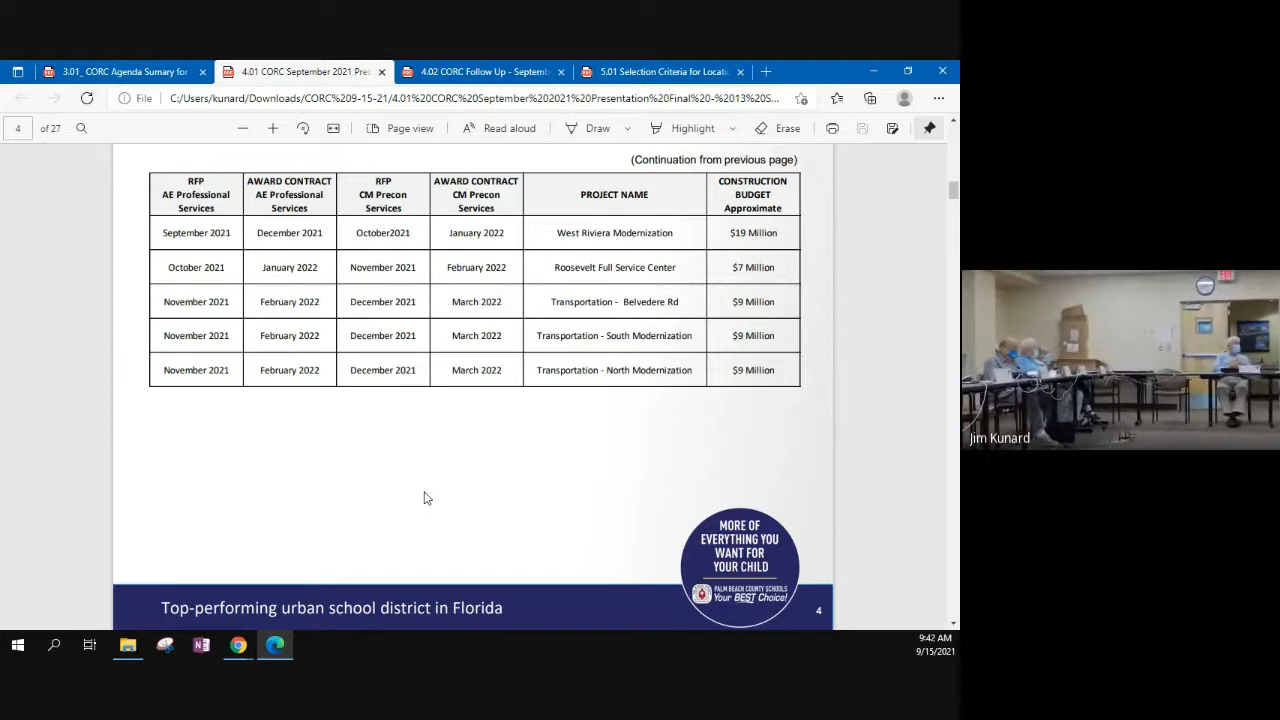 3.01_ CORC Agenda Sumary for
4.01 CORC September 2021 Pre:
4.02 CORC Follow Up - Septemb
5.01 Selection Criteria for Locati
File
C:/Users/kunard/Downloads/CORC%209-15-21/4.01%20CORC%20September%202021%20Presentation%20Final%20-%2013%20S...
4 of 27
Page view
Read aloud
Draw
Highlight
Erase
(Continuation from previous page)
RFP AE Professional Services
AWARD CONTRACT AE Professional Services
RFP CM Precon Services
AWARD CONTRACT CM Precon Services
PROJECT NAME
CONSTRUCTION BUDGET Approximate
September 2021 December 2021 October2021 January 2022 West Riviera Modernization $19 Million
October 2021 January 2022 November 2021 February 2022 Roosevelt Full Service Center $7 Million
November 2021 February 2022 December 2021 March 2022 Transportation - Belvedere Rd $9 Million
November 2021 February 2022 December 2021 March 2022 Transportation - South Modernization $9 Million
November 2021 February 2022 December 2021 March 2022 Transportation - North Modernization $9 Million
MORE OF
EVERYTHING YOU
WANT FOR
YOUR CHILD
PALM BEACH COUNTY SCHOOLS
Your BEST Choice!
Top-performing urban school district in Florida
4
9:42 AM
9/15/2021
Jim Kunard
EXIT